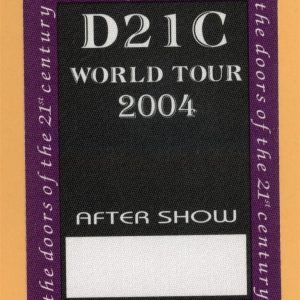 D21C
WORLD TOUR
2004
AFTER SHOW
the doors of the 21st century
the doors of the 21st century